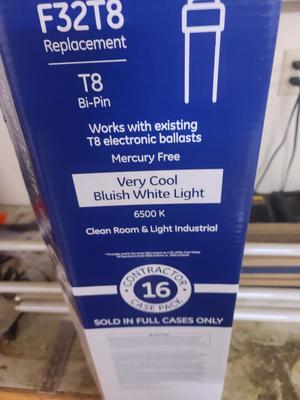 F32T8
Replacement
T8
Bi-Pin
Works with existing
T8 electronic ballasts
Mercury Free
Very Cool
Bluish White Light
6500 K
Clean Room & Light Industrial
CONTRACTOR
16
CASE PACK
SOLD IN FULL CASES ONLY